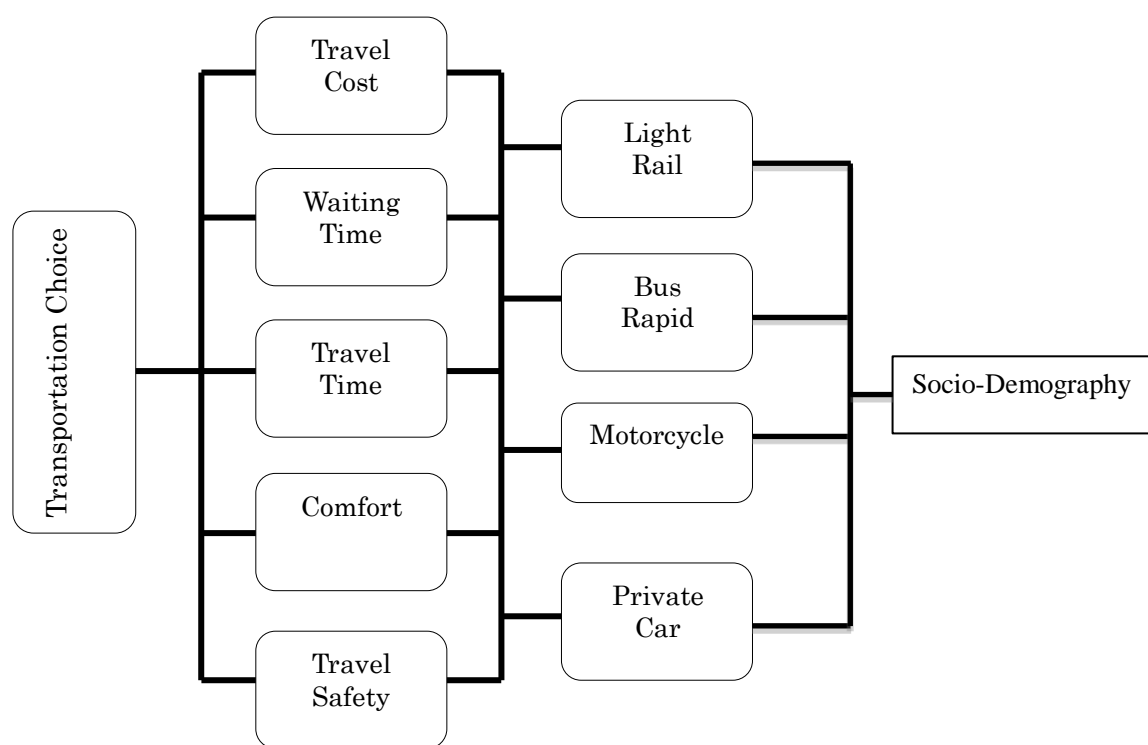 Transportation Choice
Travel
Cost
Waiting
Time
Travel
Time
Comfort
Travel
Safety
Light
Rail
Bus
Rapid
Motorcycle
Private
Car
Socio-Demography